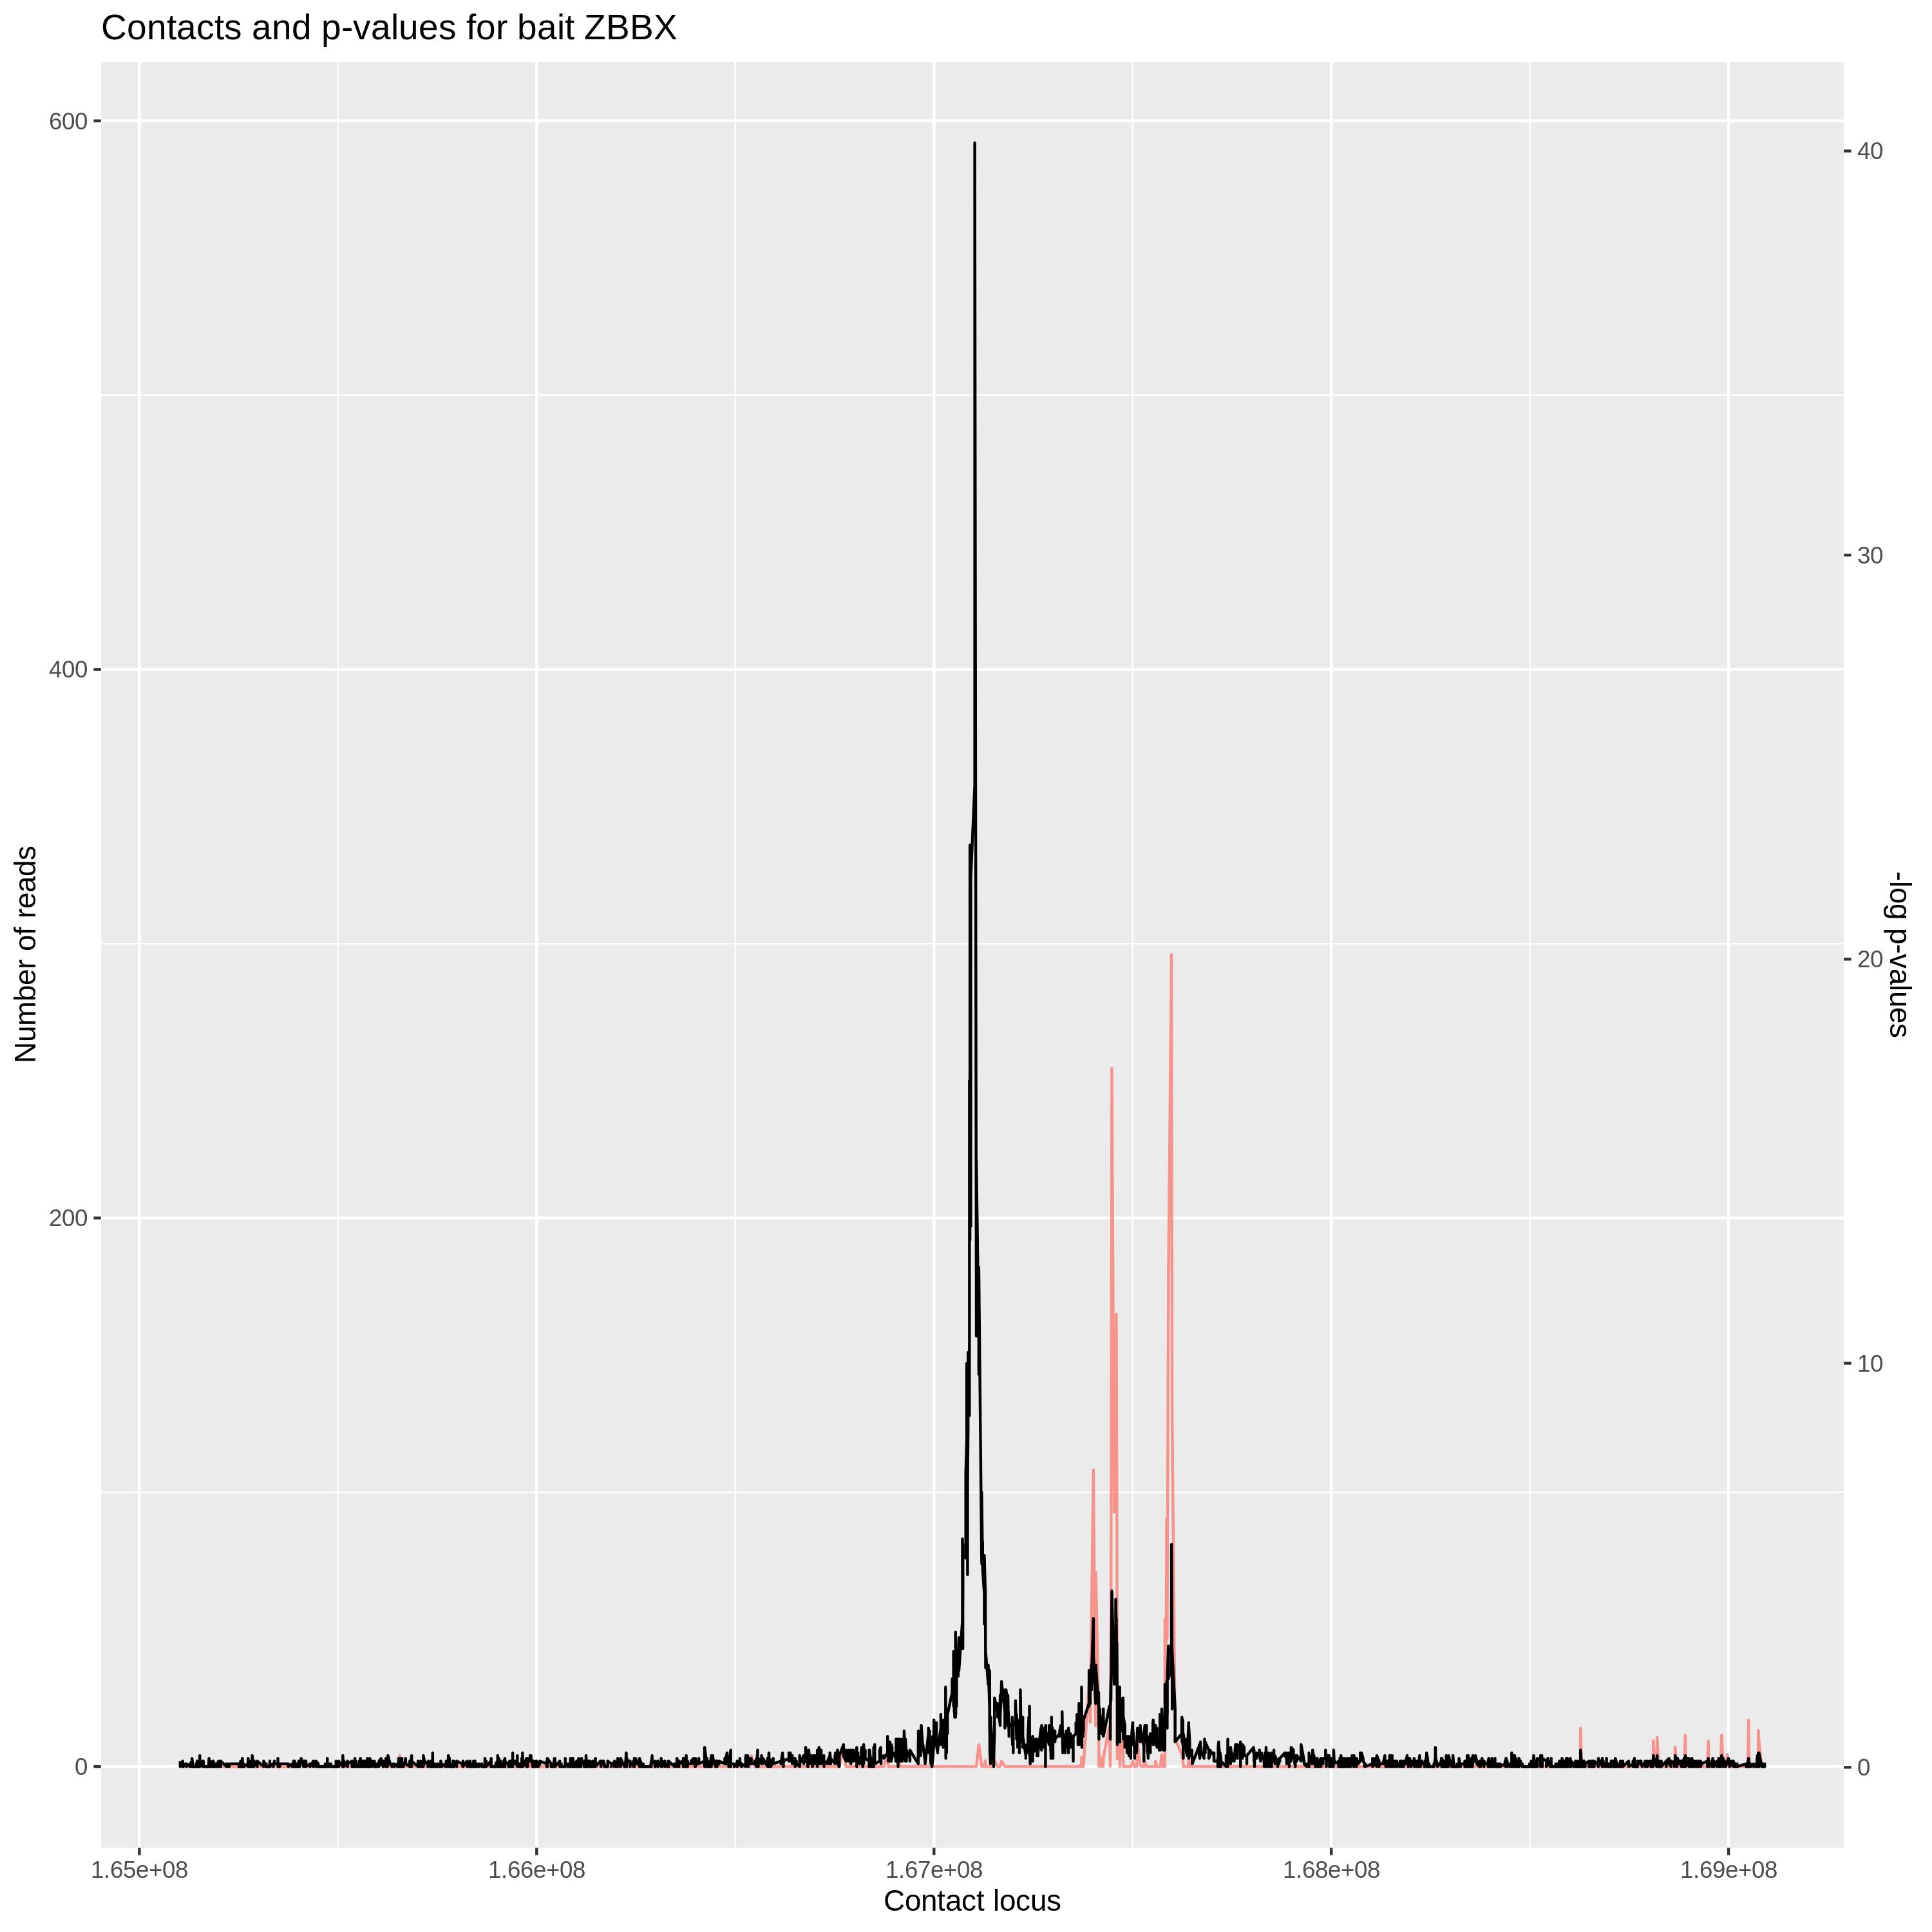 Contacts and p-values for bait ZBBX
600
400
200
0
Number of reads
40
30
20
10
0
-log p-values
1.65e+08
1.66e+08
1.67e+08
1.68e+08
1.69e+08
Contact locus